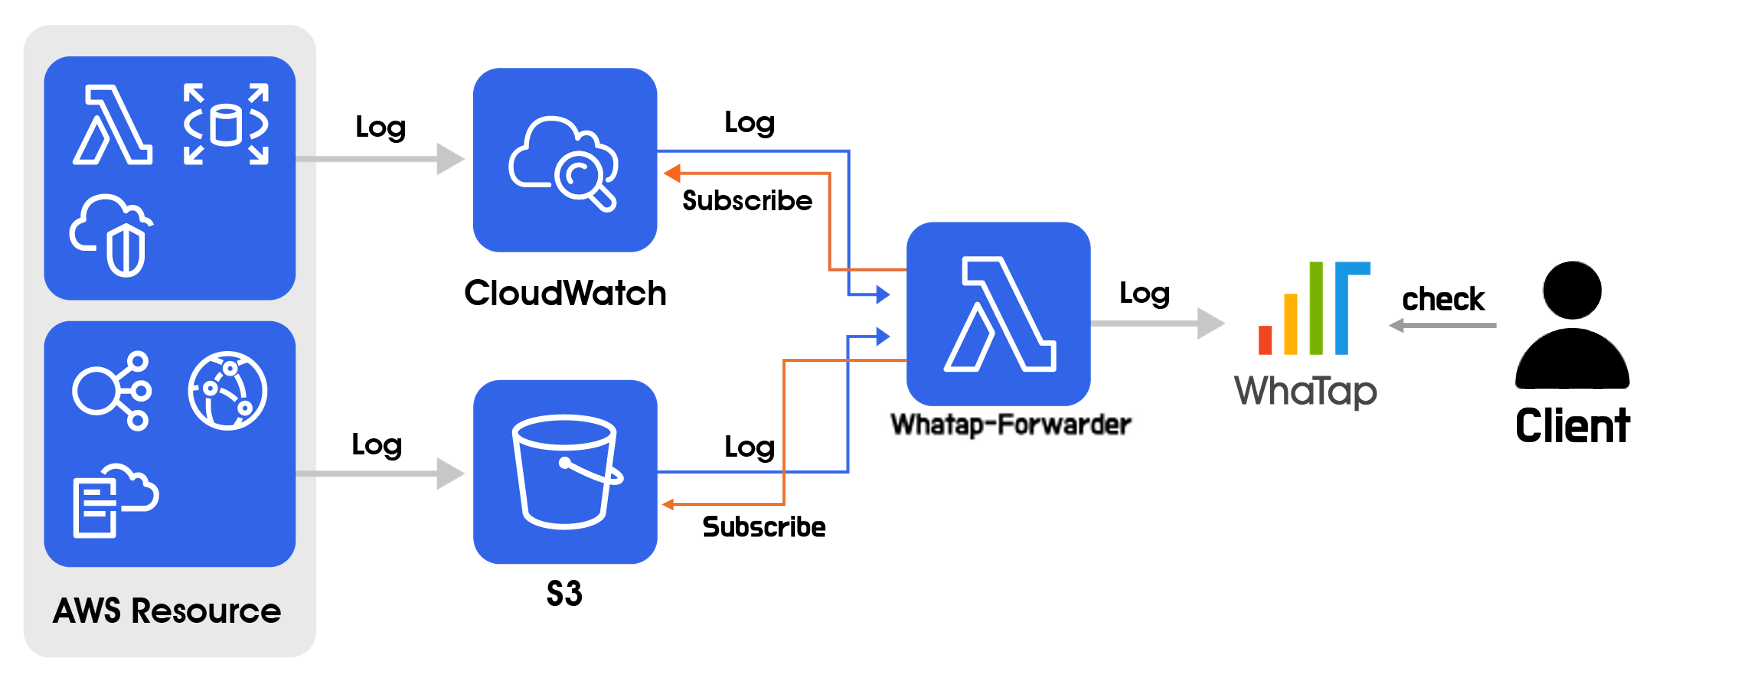 Log
Log
CloudWatch
Subscribe
AWS Resource
Log
Log
S3
Subscribe
Whatap-Forwarder
Log
WhaTap
check
Client